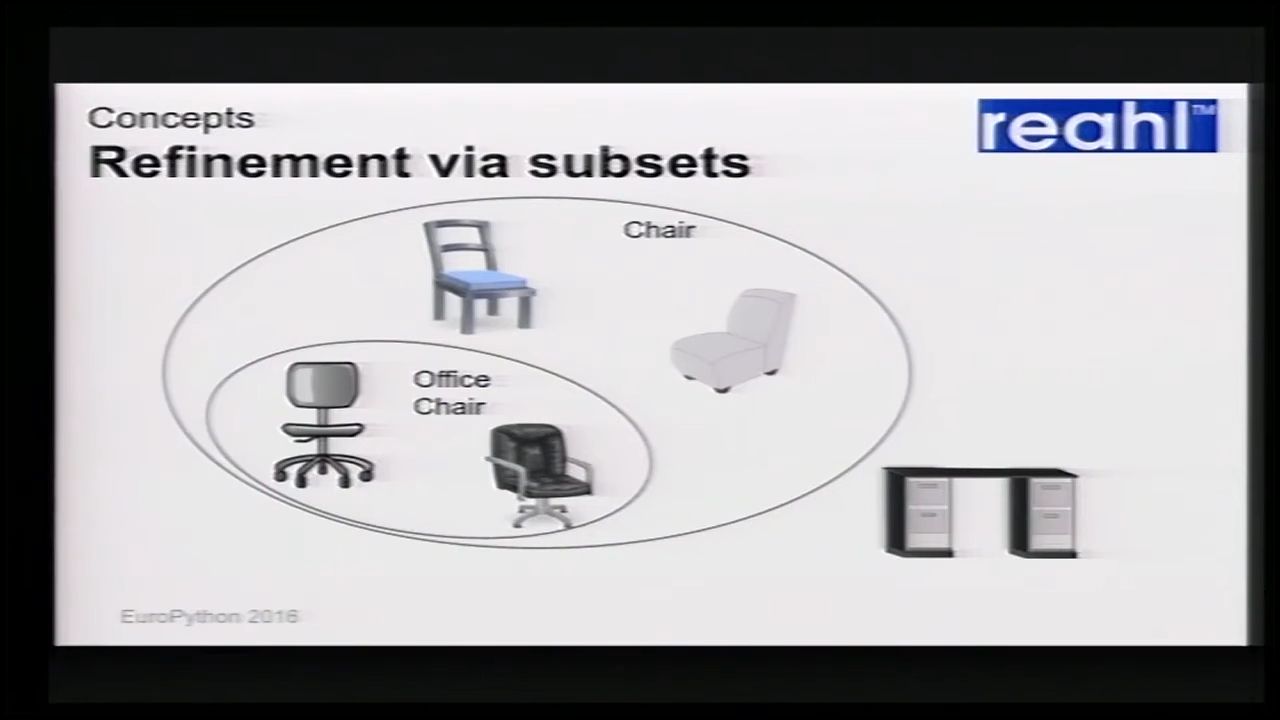 Concepts
Refinement via subsets
reahl™
Chair
Office
Chair
EuroPython 2016